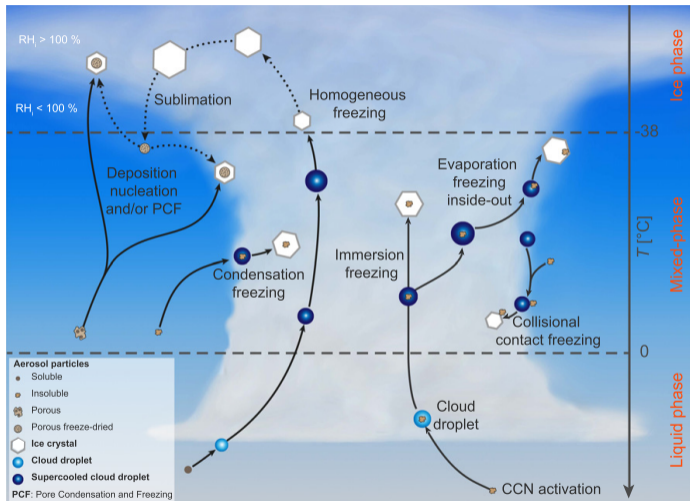 RHi > 100 %
Ice phase
Sublimation
Homogeneous
freezing
RHi < 100 %
-38
Deposition
nucleation
and/or PCF
Evaporation
freezing
inside-out
T [°C]
Mixed-phase
Immersion
freezing
Condensation
freezing
Collisional
contact freezing
0
Aerosol particles
Soluble
Insoluble
Porous
Porous freeze-dried
Ice crystal
Cloud droplet
Supercooled cloud droplet
PCF: Pore Condensation and Freezing
Cloud
droplet
Liquid phase
CCN activation